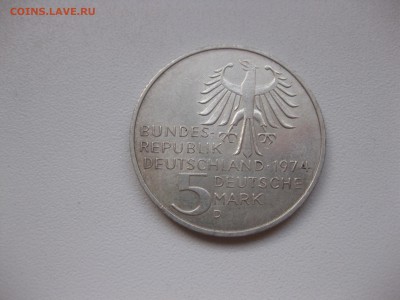 COINS.LAVE.RU
BUNDES-
REPUBLIK
DEUTSCHLAND·1974
5 DEUTSCHE
MARK
D